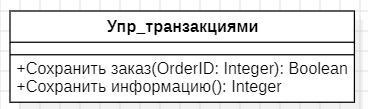 Упр_транзакциями
+Сохранить заказ(OrderID: Integer): Boolean
+Сохранить информацию(): Integer